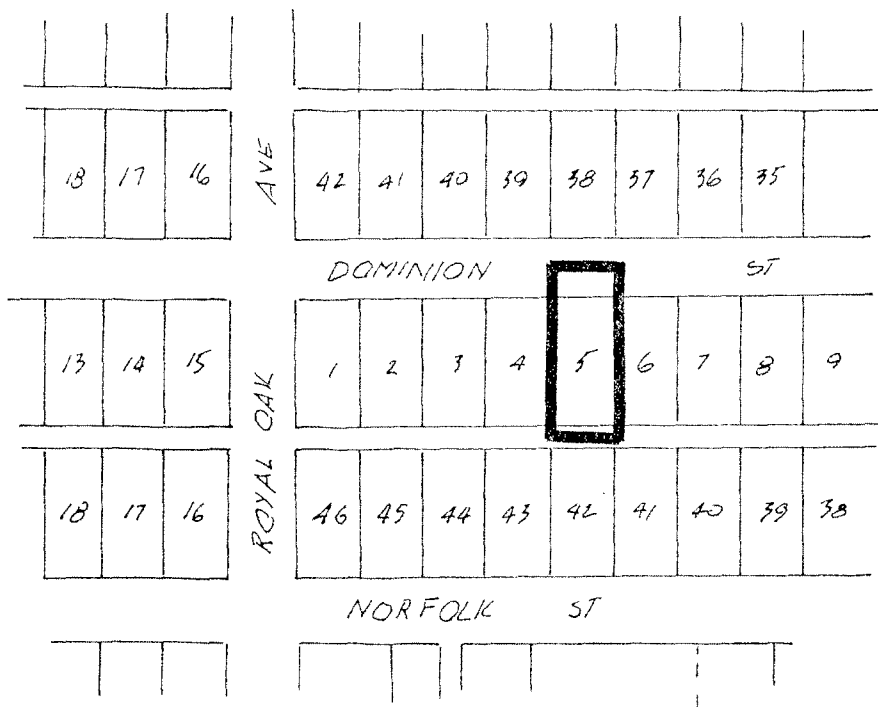 18 17 16 42 41 40 39 38 37 36 35
DOMINION ST
13 14 15 1 2 3 4 5 6 7 8 9
18 17 16 46 45 44 43 42 41 40 39 38
ROYAL OAK AVE
NORFOLK ST